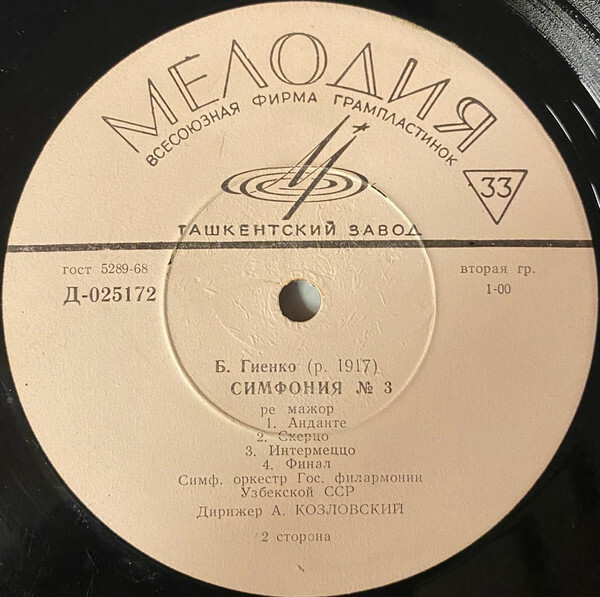 МЕЛОДИЯ
ВСЕСОЮЗНАЯ ФИРМА ГРАМПЛАСТИНОК
33
ТАШКЕНТСКИЙ ЗАВОД
гост 5289-68
вторая гр.
Д-025172
1-00
Б. Гиенко (р. 1917)
СИМФОНИЯ № 3
ре мажор
1. Анданте
2. Скерцо
3. Интермеццо
4. Финал
Симф. оркестр Гос. филармонии
Узбекской ССР
Дирижер А. КОЗЛОВСКИЙ
2 сторона